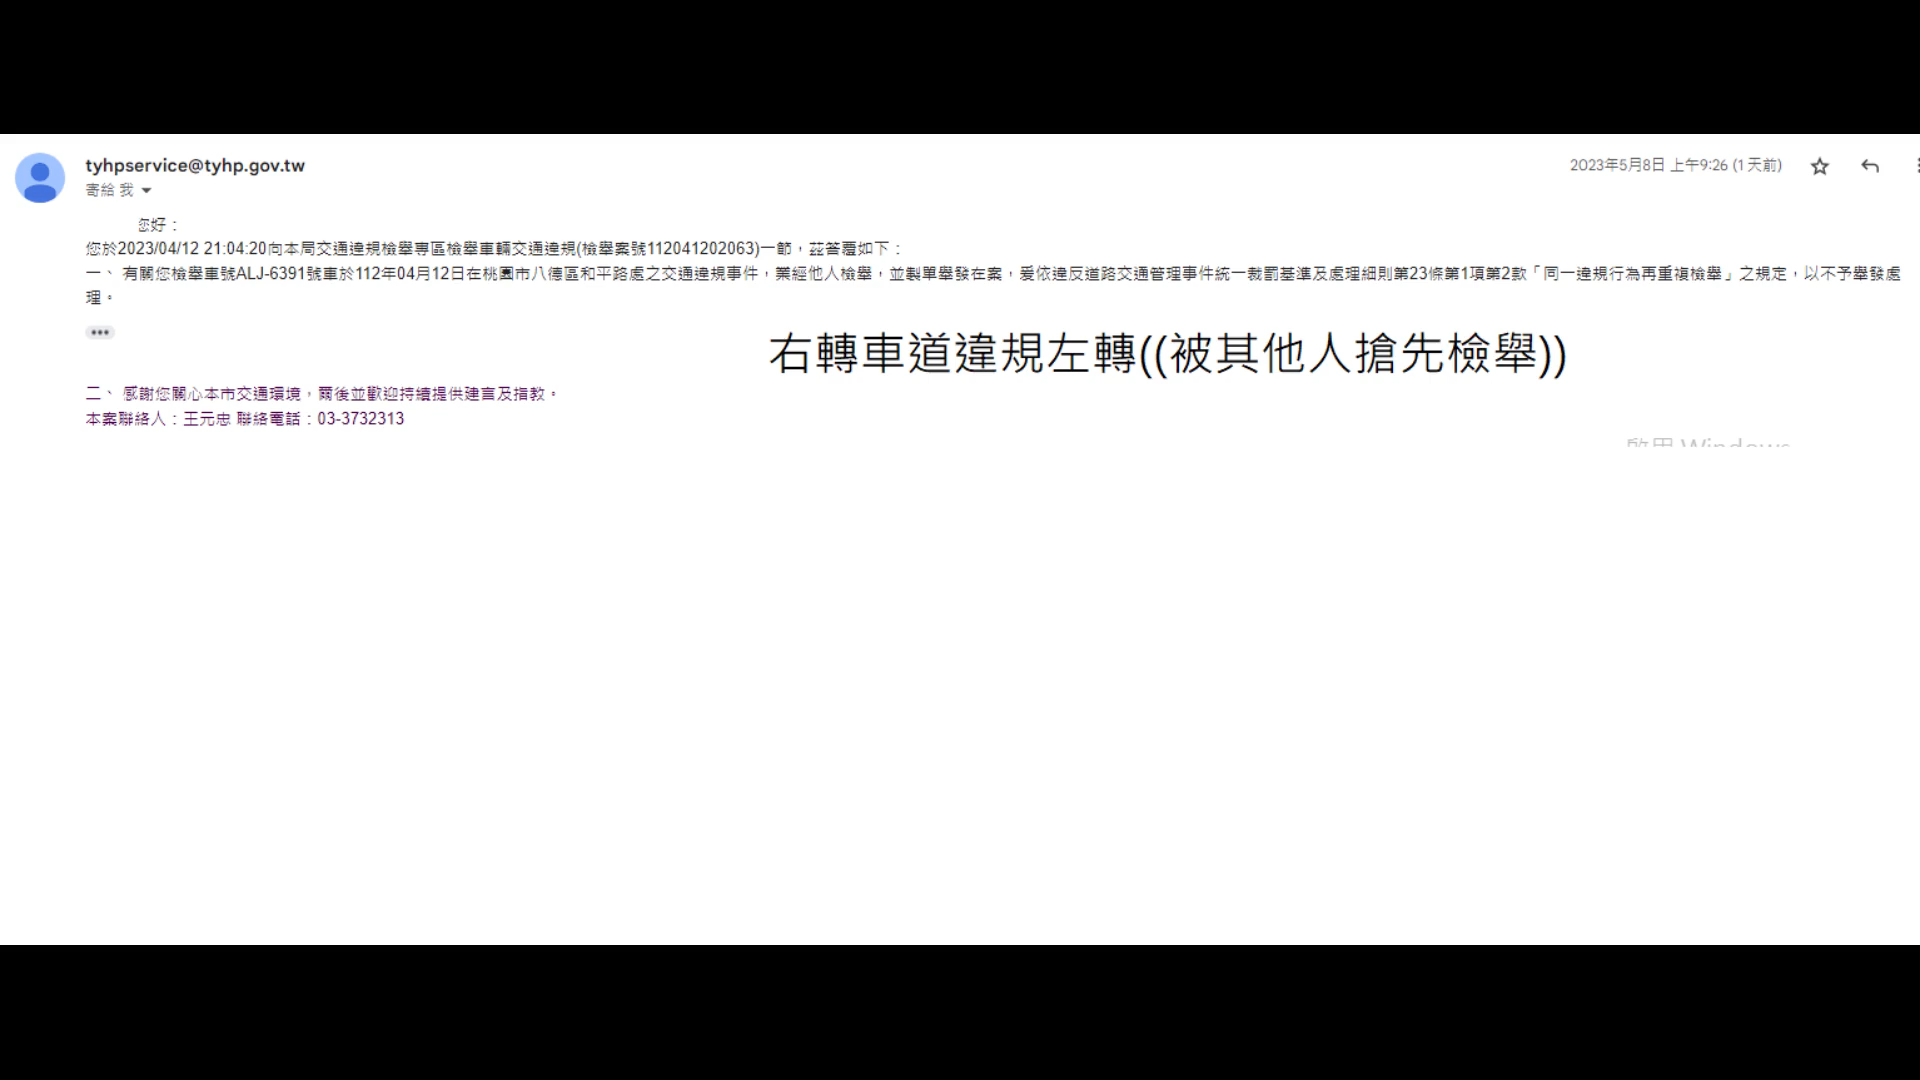 tyhpservice@tyhp.gov.tw
2023年5月8日 上午9:26 (1 天前)
寄給 我
您好：
您於2023/04/12 21:04:20向本局交通違規檢舉專區檢舉車輛交通違規(檢舉案號112041202063)一節，茲答覆如下：
一、 有關您檢舉車號ALJ-6391號車於112年04月12日在桃園市八德區和平路處之交通違規事件，業經他人檢舉，並製單舉發在案，爰依違反道路交通管理事件統一裁罰基準及處理細則第23條第1項第2款「同一違規行為再重複檢舉」之規定，以不予舉發處
理。
右轉車道違規左轉((被其他人搶先檢舉))
二、 感謝您關心本市交通環境，爾後並歡迎持續提供建言及指教。
本案聯絡人：王元忠 聯絡電話：03-3732313
啟用 Windows